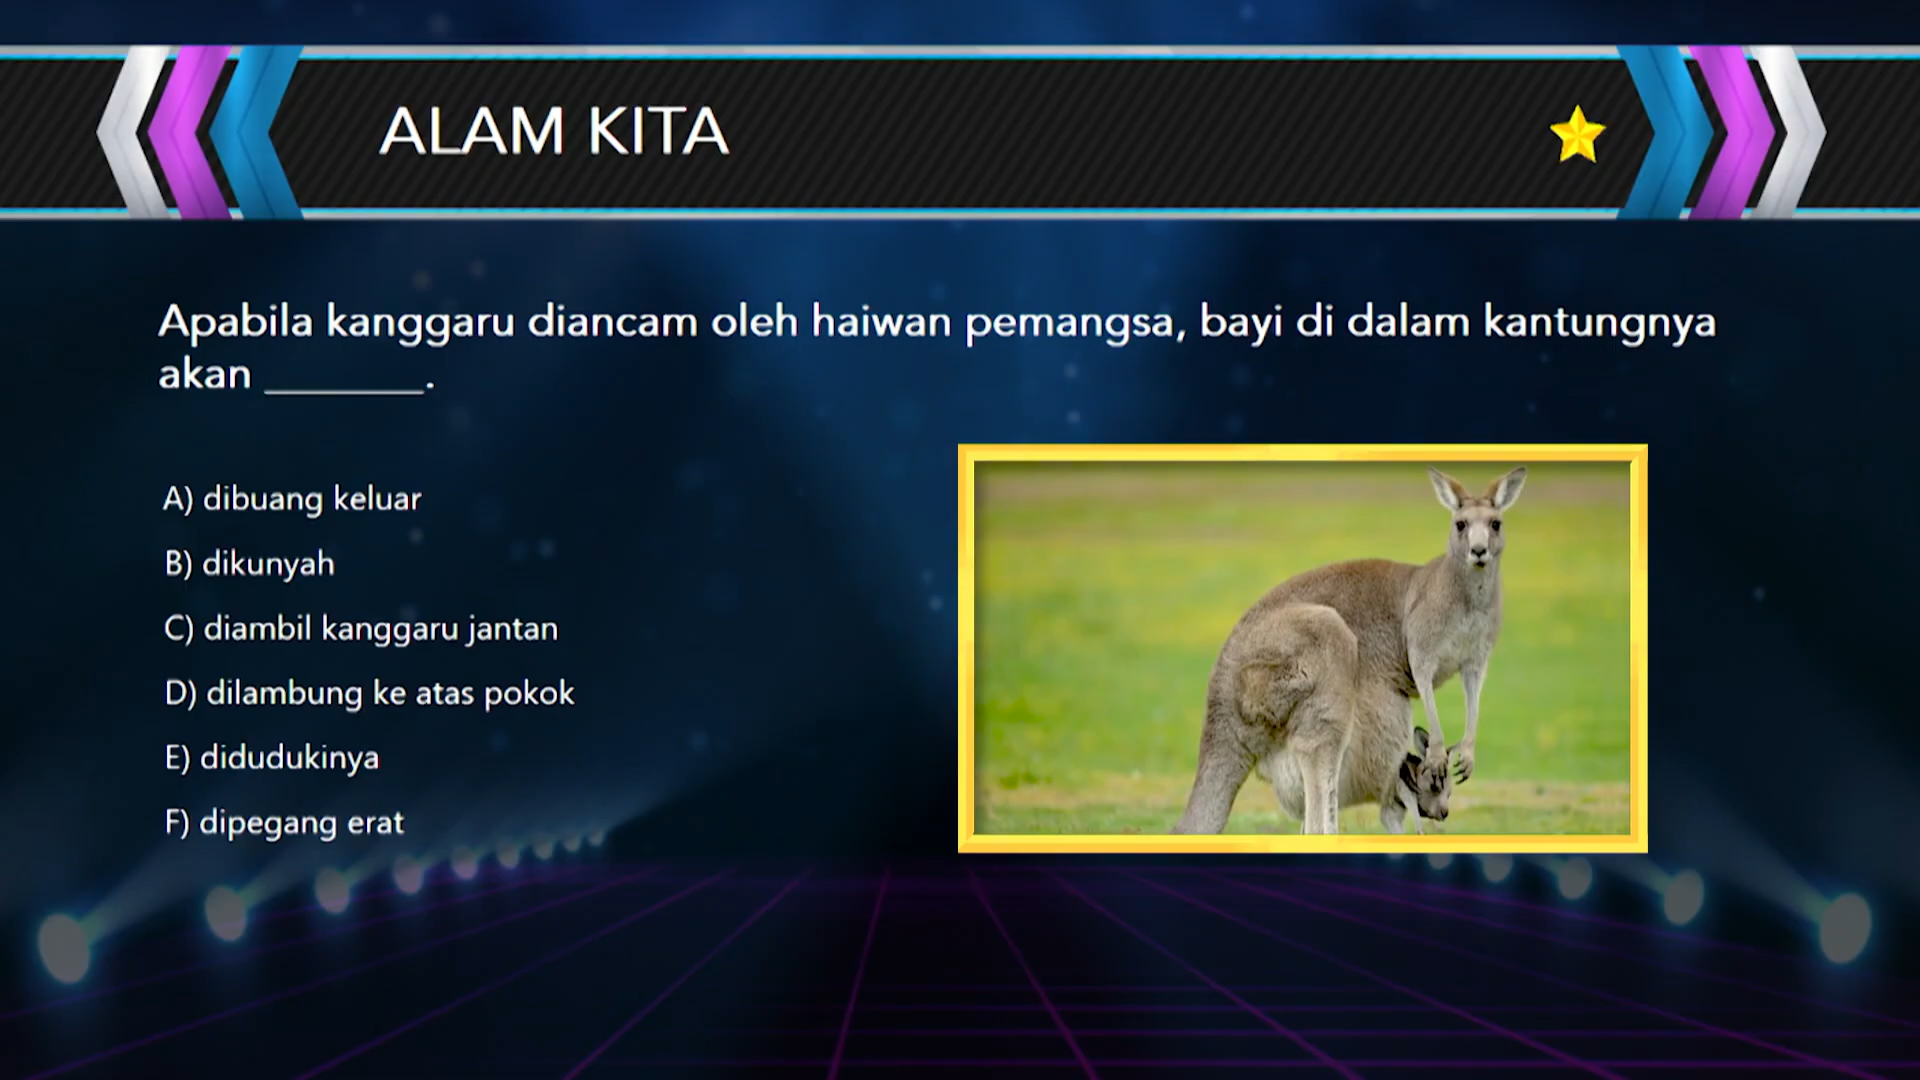 ALAM KITA
Apabila kanggaru diancam oleh haiwan pemangsa, bayi di dalam kantungnya
akan ________.
A) dibuang keluar
B) dikunyah
C) diambil kanggaru jantan
D) dilambung ke atas pokok
E) didudukinya
F) dipegang erat